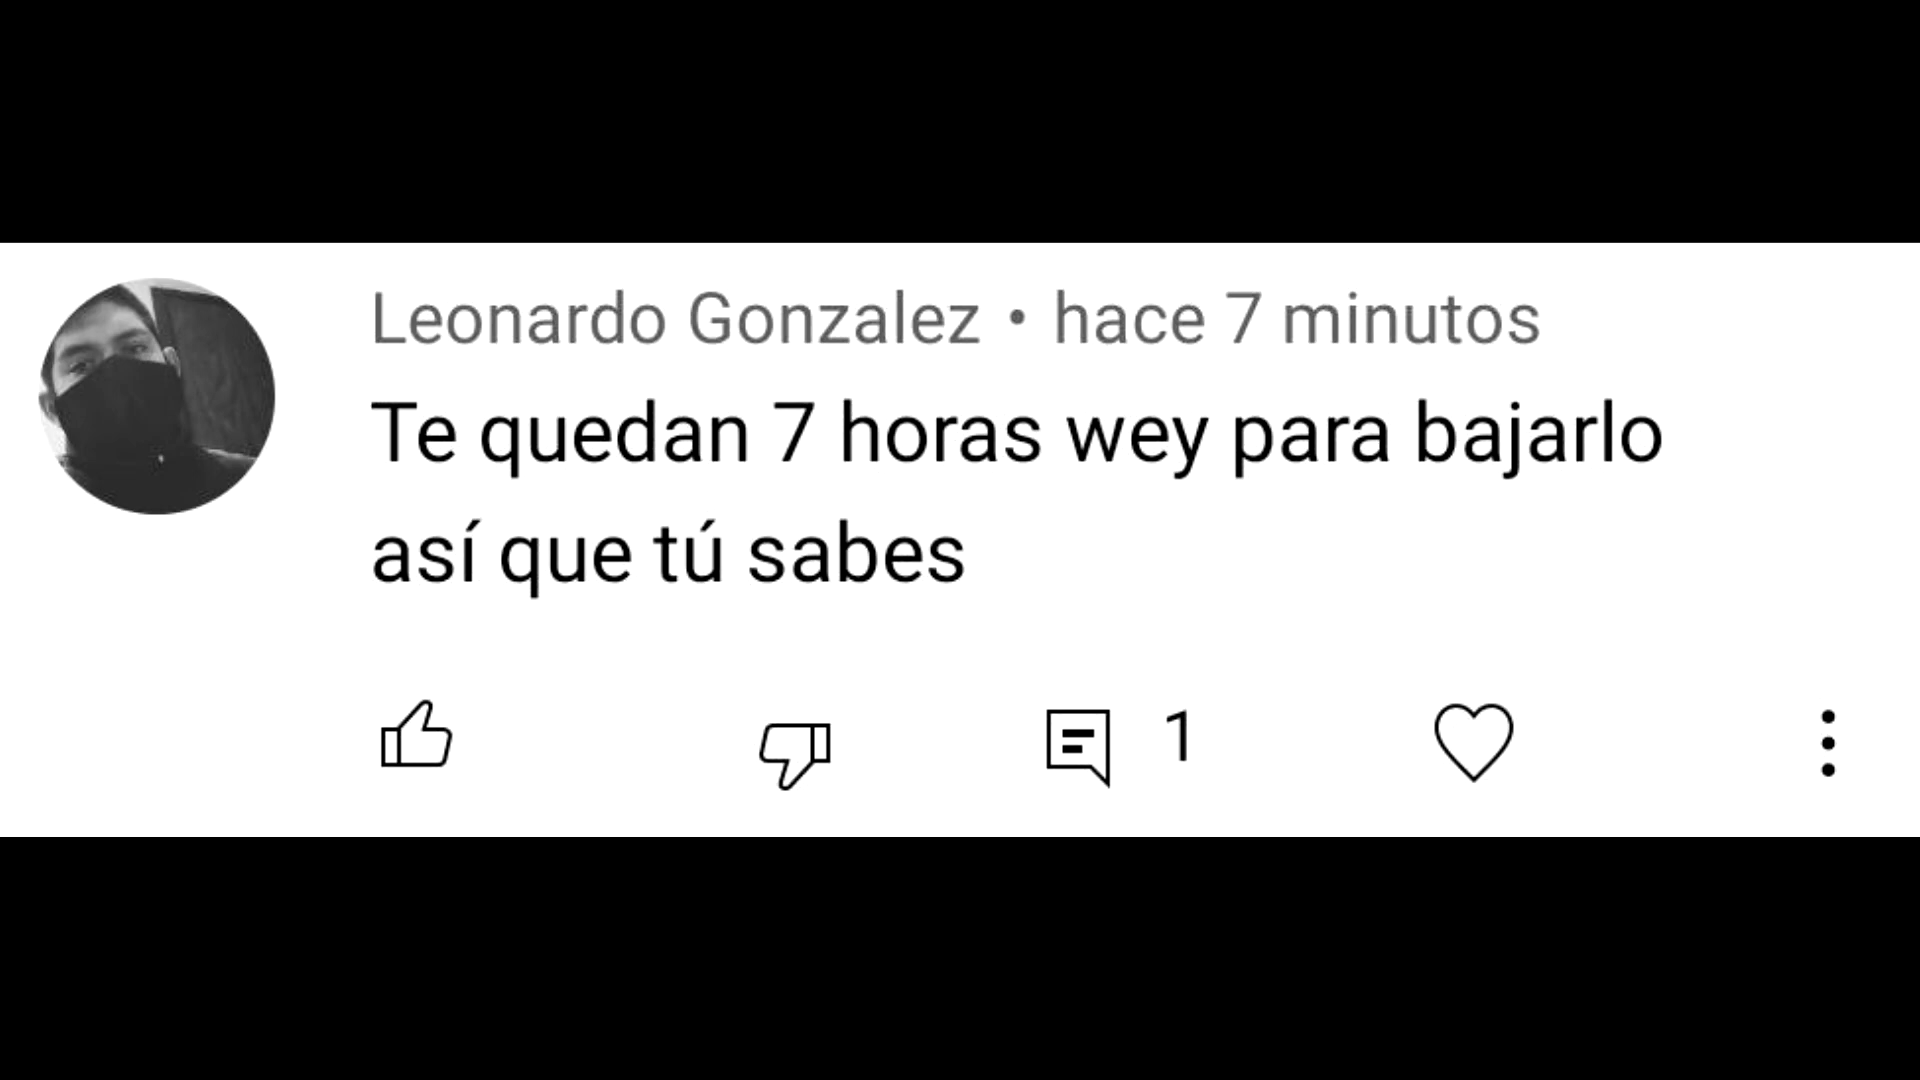 Leonardo Gonzalez • hace 7 minutos
Te quedan 7 horas wey para bajarlo
así que tú sabes
1